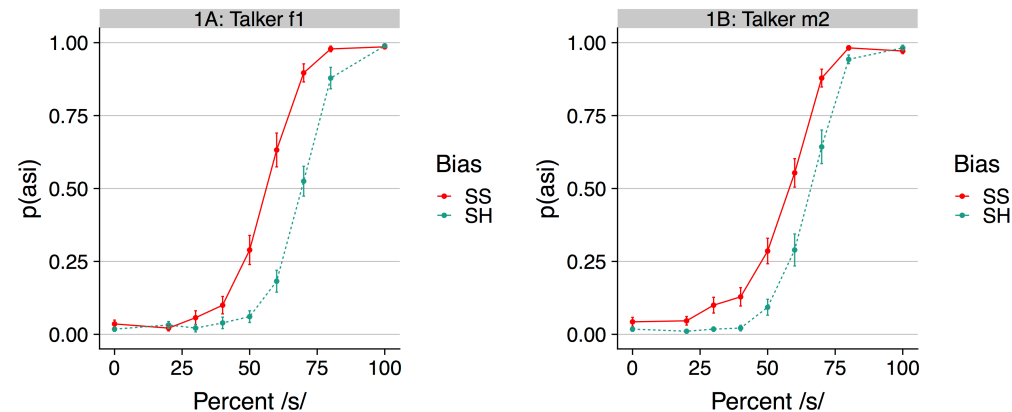 1A: Talker f1
p(asi)
1.00
0.75
0.50
0.25
0.00
0 25 50 75 100
Percent /s/
Bias
SS
SH
1B: Talker m2
p(asi)
1.00
0.75
0.50
0.25
0.00
0 25 50 75 100
Percent /s/
Bias
SS
SH